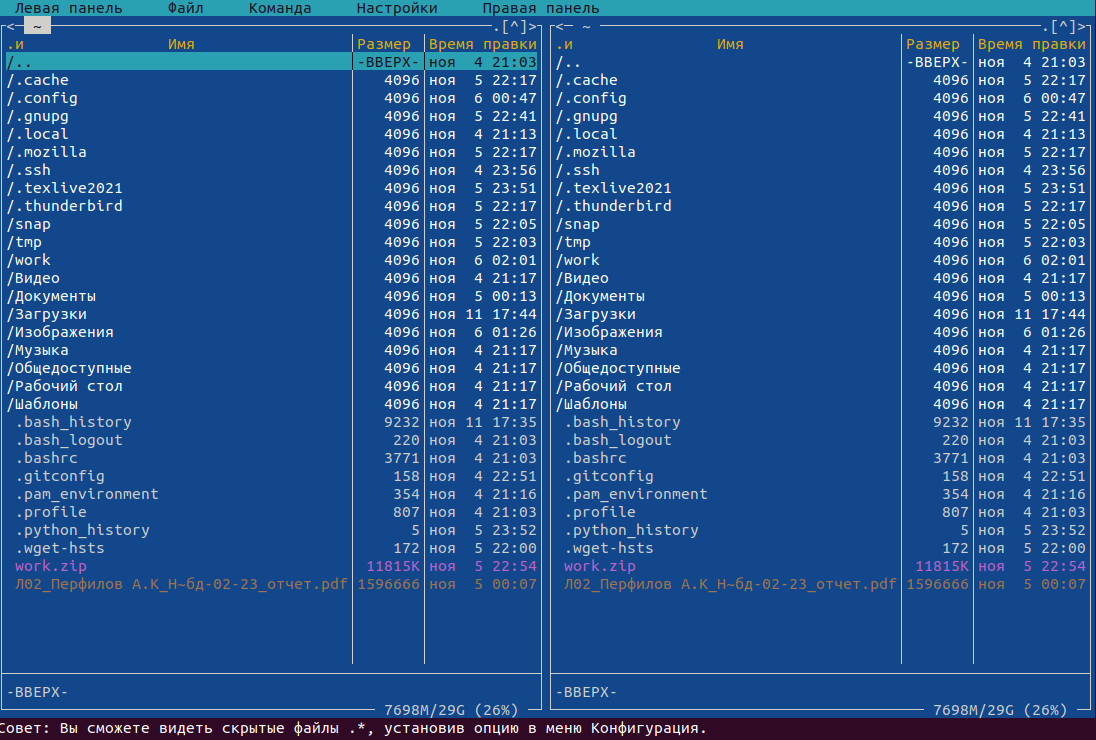 Левая панель Файл Команда Настройки Правая панель
<─ ~ ─.[^]> <─ ~ ─.[^]>
.и Имя Размер Время правки .и Имя Размер Время правки
/.. -ВВЕРХ- ноя 4 21:03 /.. -ВВЕРХ- ноя 4 21:03
/.cache 4096 ноя 5 22:17 /.cache 4096 ноя 5 22:17
/.config 4096 ноя 6 00:47 /.config 4096 ноя 6 00:47
/.gnupg 4096 ноя 5 22:41 /.gnupg 4096 ноя 5 22:41
/.local 4096 ноя 4 21:13 /.local 4096 ноя 4 21:13
/.mozilla 4096 ноя 5 22:17 /.mozilla 4096 ноя 5 22:17
/.ssh 4096 ноя 4 23:56 /.ssh 4096 ноя 4 23:56
/.texlive2021 4096 ноя 5 23:51 /.texlive2021 4096 ноя 5 23:51
/.thunderbird 4096 ноя 5 22:17 /.thunderbird 4096 ноя 5 22:17
/snap 4096 ноя 5 22:05 /snap 4096 ноя 5 22:05
/tmp 4096 ноя 5 22:03 /tmp 4096 ноя 5 22:03
/work 4096 ноя 6 02:01 /work 4096 ноя 6 02:01
/Видео 4096 ноя 4 21:17 /Видео 4096 ноя 4 21:17
/Документы 4096 ноя 5 00:13 /Документы 4096 ноя 5 00:13
/Загрузки 4096 ноя 11 17:44 /Загрузки 4096 ноя 11 17:44
/Изображения 4096 ноя 6 01:26 /Изображения 4096 ноя 6 01:26
/Музыка 4096 ноя 4 21:17 /Музыка 4096 ноя 4 21:17
/Общедоступные 4096 ноя 4 21:17 /Общедоступные 4096 ноя 4 21:17
/Рабочий стол 4096 ноя 4 21:17 /Рабочий стол 4096 ноя 4 21:17
/Шаблоны 4096 ноя 4 21:17 /Шаблоны 4096 ноя 4 21:17
.bash_history 9232 ноя 11 17:35 .bash_history 9232 ноя 11 17:35
.bash_logout 220 ноя 4 21:03 .bash_logout 220 ноя 4 21:03
.bashrc 3771 ноя 4 21:03 .bashrc 3771 ноя 4 21:03
.gitconfig 158 ноя 4 22:51 .gitconfig 158 ноя 4 22:51
.pam_environment 354 ноя 4 21:16 .pam_environment 354 ноя 4 21:16
.profile 807 ноя 4 21:03 .profile 807 ноя 4 21:03
.python_history 5 ноя 5 23:52 .python_history 5 ноя 5 23:52
.wget-hsts 172 ноя 5 22:00 .wget-hsts 172 ноя 5 22:00
work.zip 11815K ноя 5 22:54 work.zip 11815K ноя 5 22:54
Л02_Перфилов А.К_Н~бд-02-23_отчет.pdf 1596666 ноя 5 00:07 Л02_Перфилов А.К_Н~бд-02-23_отчет.pdf 1596666 ноя 5 00:07
-ВВЕРХ- -ВВЕРХ-
7698M/29G (26%) 7698M/29G (26%)
Совет: Вы сможете видеть скрытые файлы .*, установив опцию в меню Конфигурация.